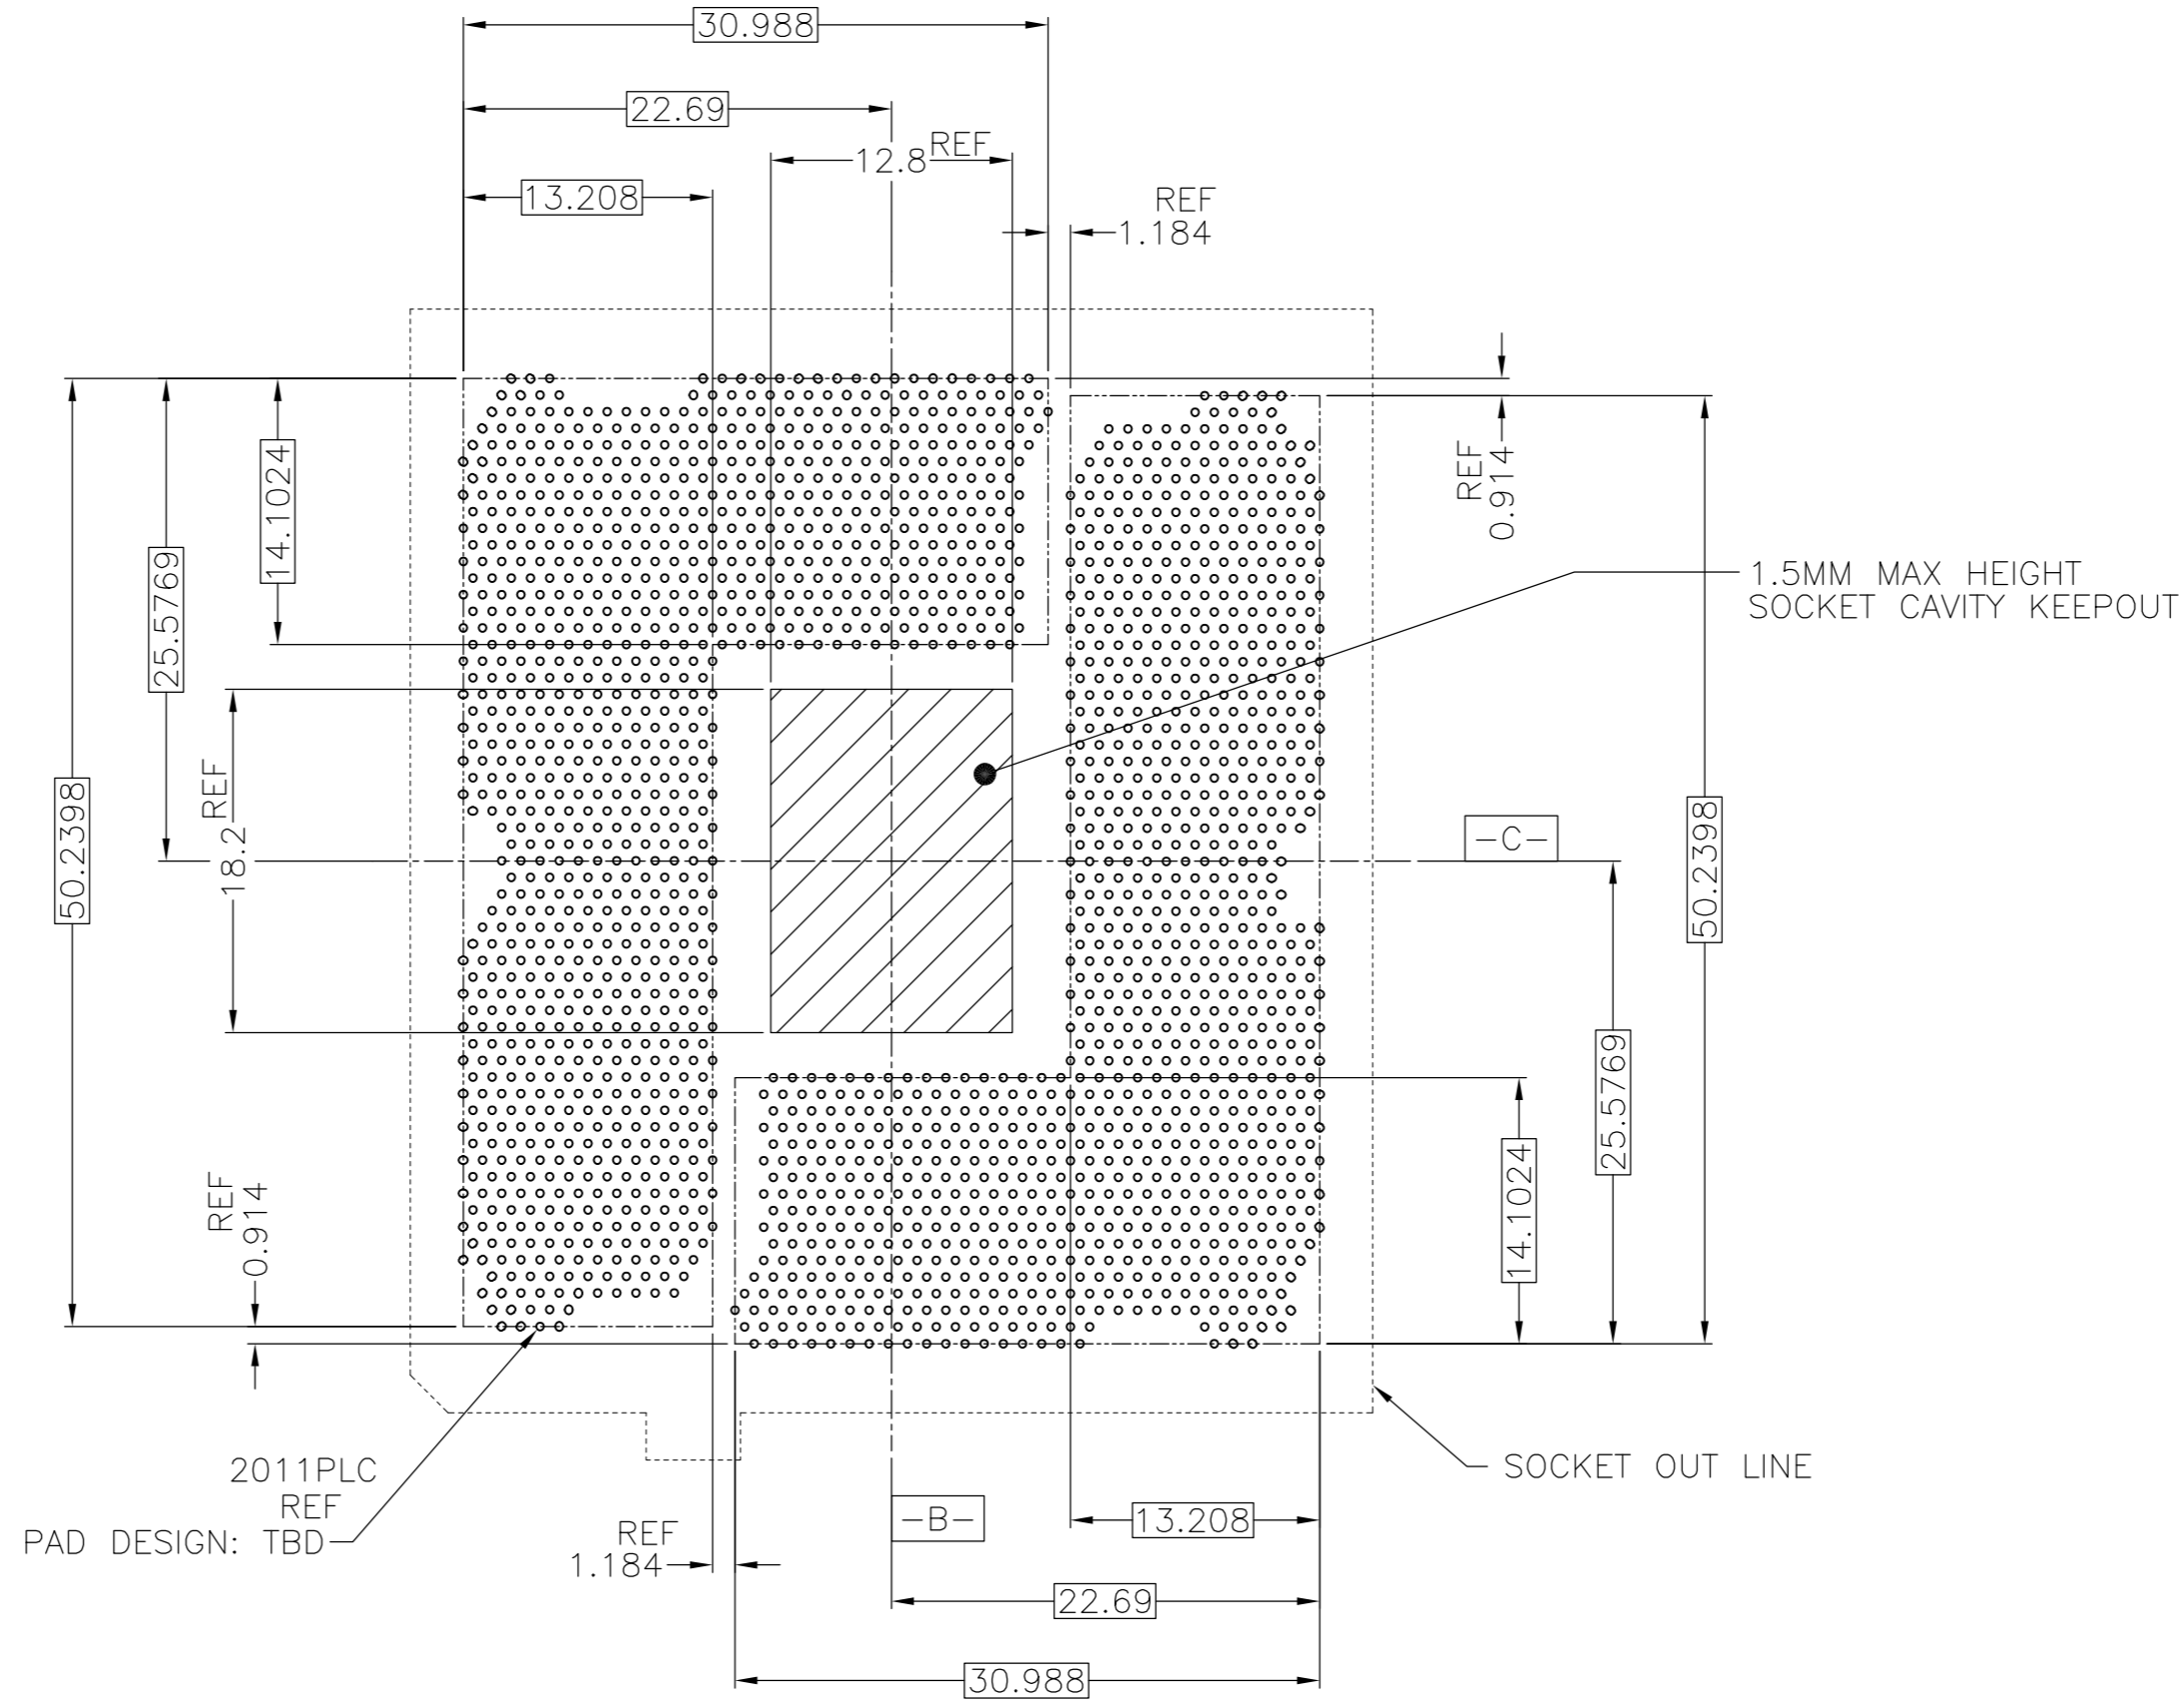 30.988
22.69
REF
12.8
13.208
REF
1.184
14.1024
REF
0.914
25.5769
1.5MM MAX HEIGHT
SOCKET CAVITY KEEPOUT
50.2398
REF
18.2
-C-
50.2398
25.5769
14.1024
REF
0.914
2011PLC
REF
PAD DESIGN: TBD
SOCKET OUT LINE
-B-
13.208
REF
1.184
22.69
30.988